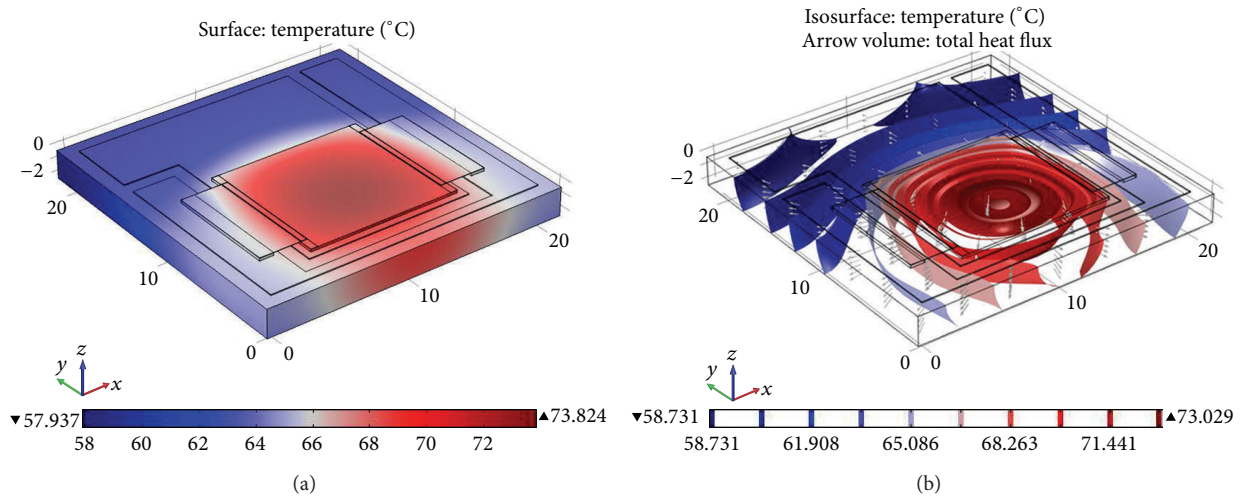 Surface: temperature (°C)
0
−2
20
10
0
0
10
20
z
y
x
▼57.937
▲73.824
58 60 62 64 66 68 70 72
(a)
Isosurface: temperature (°C)
Arrow volume: total heat flux
0
−2
20
10
0
0
10
20
z
y
x
▼58.731
▲73.029
58.731 61.908 65.086 68.263 71.441
(b)